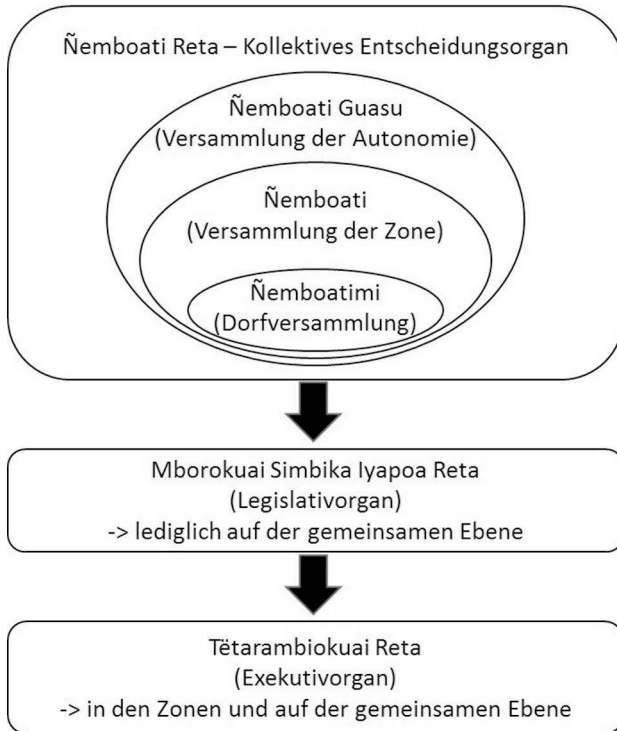 Ñemboati Reta – Kollektives Entscheidungsorgan
Ñemboati Guasu
(Versammlung der Autonomie)
Ñemboati
(Versammlung der Zone)
Ñemboatimi
(Dorfversammlung)
Mborokuai Simbika Iyapoa Reta
(Legislativorgan)
-> lediglich auf der gemeinsamen Ebene
Tëtarambiokuai Reta
(Exekutivorgan)
-> in den Zonen und auf der gemeinsamen Ebene